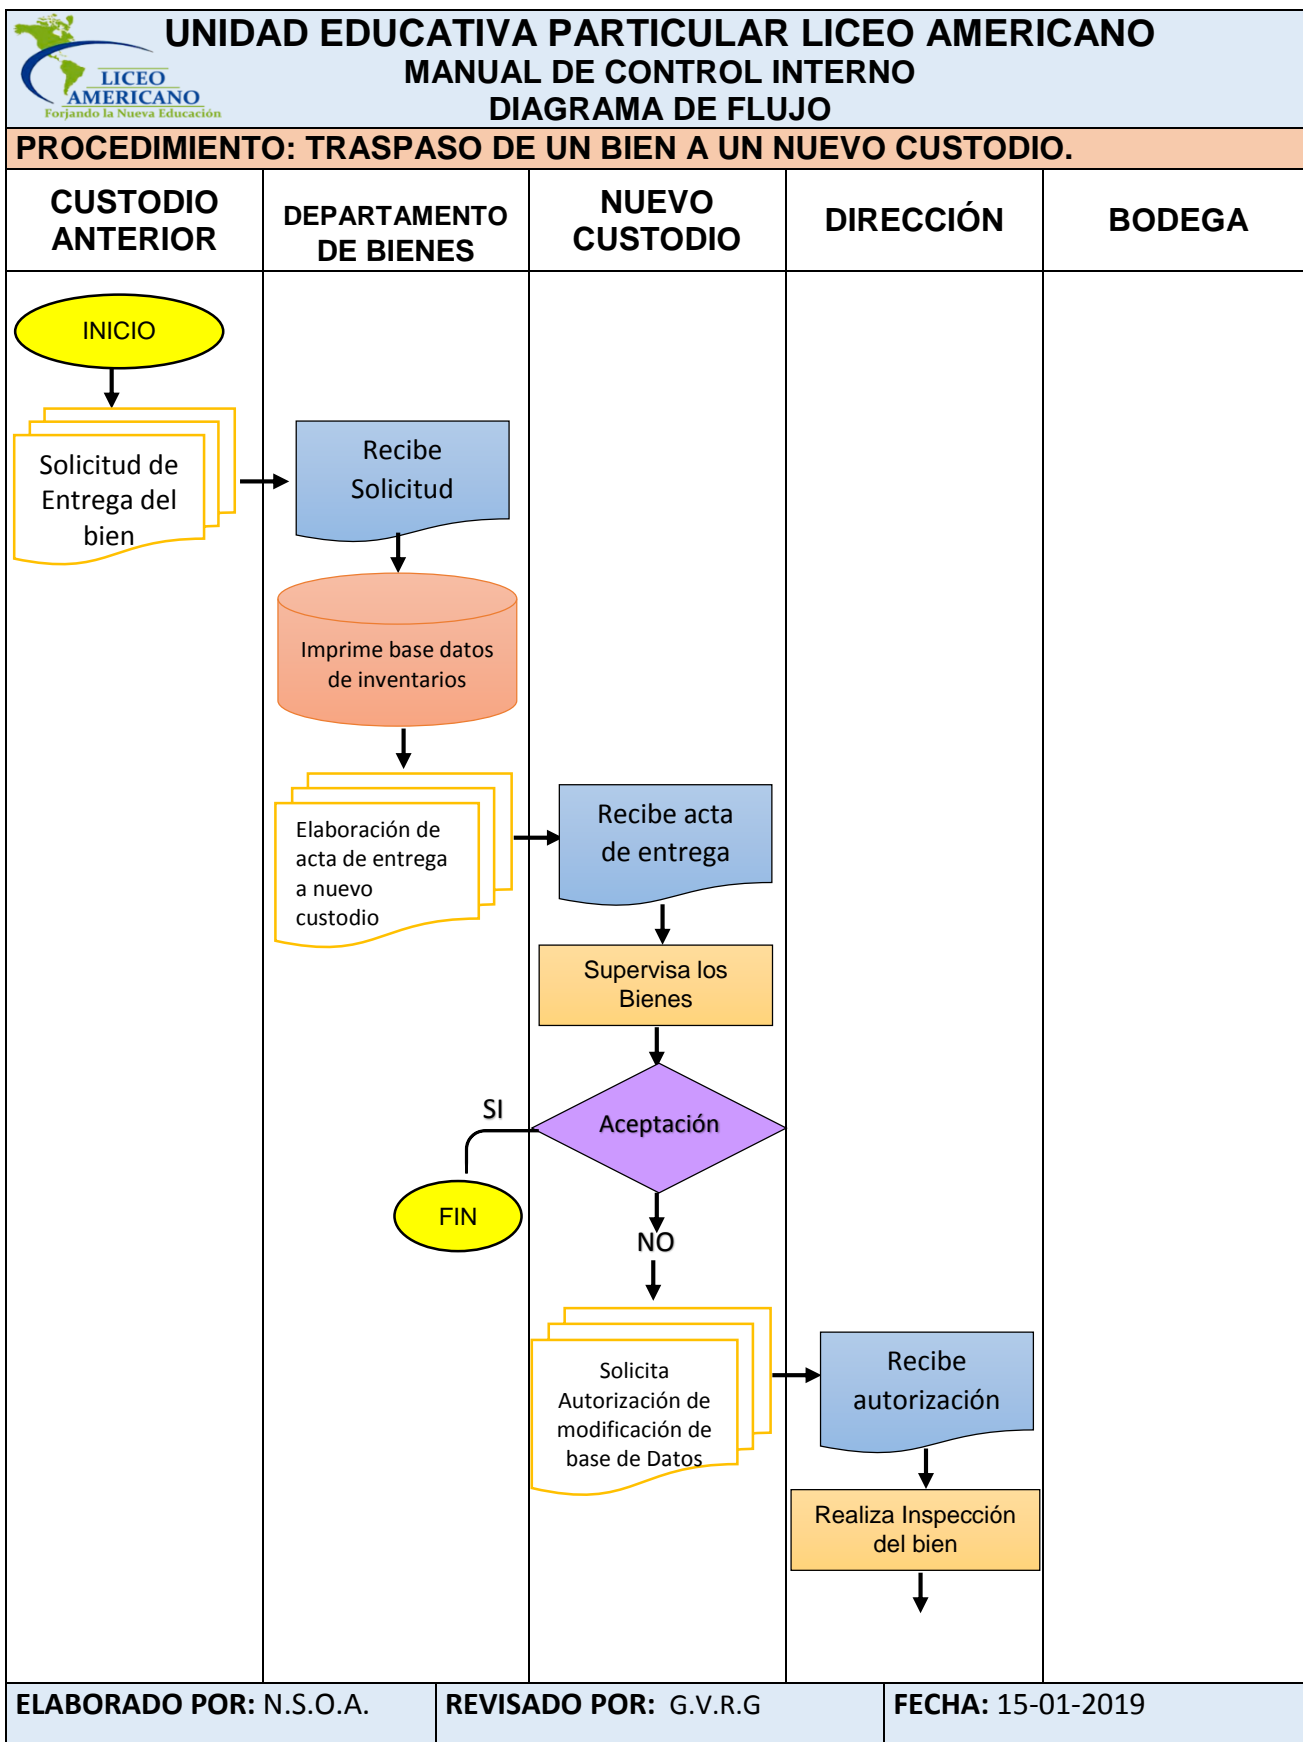 UNIDAD EDUCATIVA PARTICULAR LICEO AMERICANO
MANUAL DE CONTROL INTERNO
DIAGRAMA DE FLUJO
LICEO
AMERICANO
Forjando la Nueva Educación
PROCEDIMIENTO: TRASPASO DE UN BIEN A UN NUEVO CUSTODIO.
CUSTODIO
ANTERIOR
DEPARTAMENTO
DE BIENES
NUEVO
CUSTODIO
DIRECCIÓN
BODEGA
INICIO
Solicitud de
Entrega del
bien
Recibe
Solicitud
Imprime base datos
de inventarios
Elaboración de
acta de entrega
a nuevo
custodio
Recibe acta
de entrega
Supervisa los
Bienes
Aceptación
SI
FIN
NO
Solicita
Autorización de
modificación de
base de Datos
Recibe
autorización
Realiza Inspección
del bien
ELABORADO POR: N.S.O.A.
REVISADO POR: G.V.R.G
FECHA: 15-01-2019